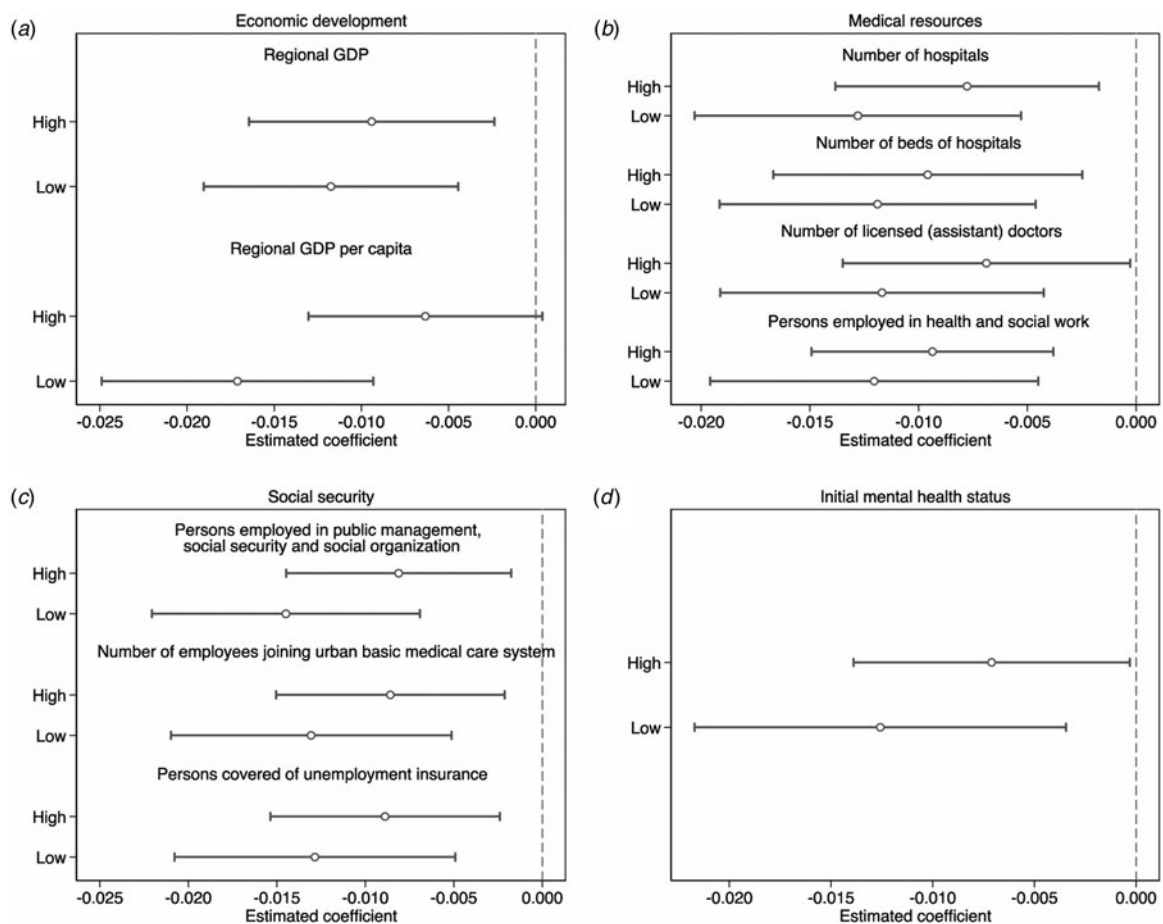 (a)
Economic development
Regional GDP
High
Low
Regional GDP per capita
High
Low
-0.025 -0.020 -0.015 -0.010 -0.005 0.000
Estimated coefficient
(b)
Medical resources
Number of hospitals
High
Low
Number of beds of hospitals
High
Low
Number of licensed (assistant) doctors
High
Low
Persons employed in health and social work
High
Low
-0.020 -0.015 -0.010 -0.005 0.000
Estimated coefficient
(c)
Social security
Persons employed in public management,
social security and social organization
High
Low
Number of employees joining urban basic medical care system
High
Low
Persons covered of unemployment insurance
High
Low
-0.025 -0.020 -0.015 -0.010 -0.005 0.000
Estimated coefficient
(d)
Initial mental health status
High
Low
-0.020 -0.015 -0.010 -0.005 0.000
Estimated coefficient